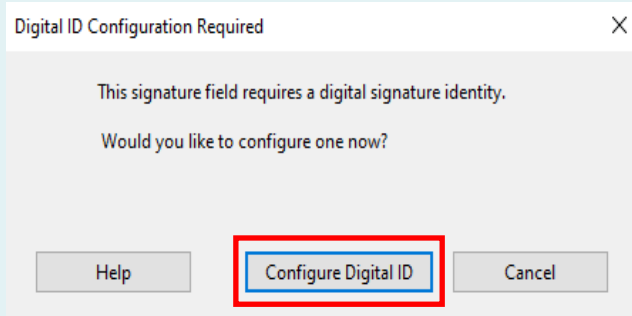 Digital ID Configuration Required
This signature field requires a digital signature identity.
Would you like to configure one now?
Help
Configure Digital ID
Cancel